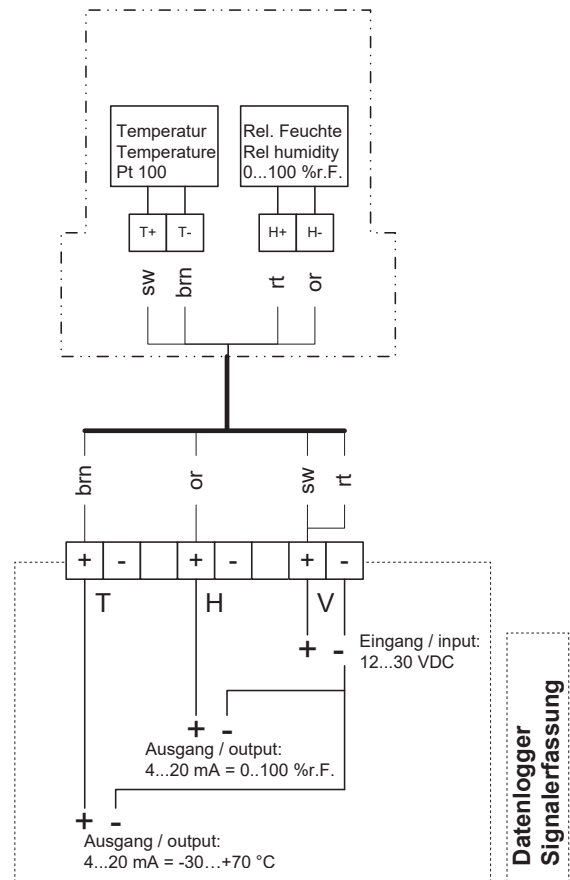 Temperatur
Temperature
Pt 100
Rel. Feuchte
Rel humidity
0...100 %r.F.
T+ T- H+ H-
sw brn rt or
brn or sw rt
+ - + - + -
T H V
+ -
Eingang / input:
12...30 VDC
+ -
Ausgang / output:
4...20 mA = 0..100 %r.F.
+ -
Ausgang / output:
4...20 mA = -30…+70 °C
Datenlogger
Signalerfassung